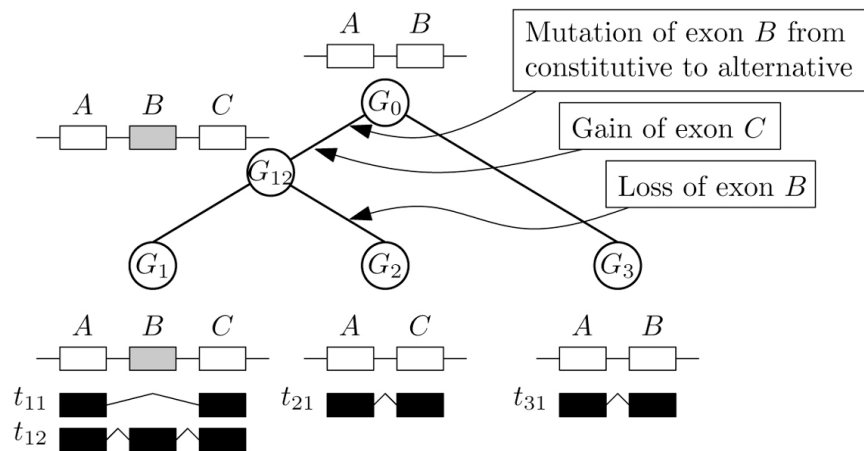 A B
Mutation of exon B from
constitutive to alternative
G0
A B C
Gain of exon C
G12
Loss of exon B
G1 G2 G3
A B C A C A B
t11 t21 t31
t12